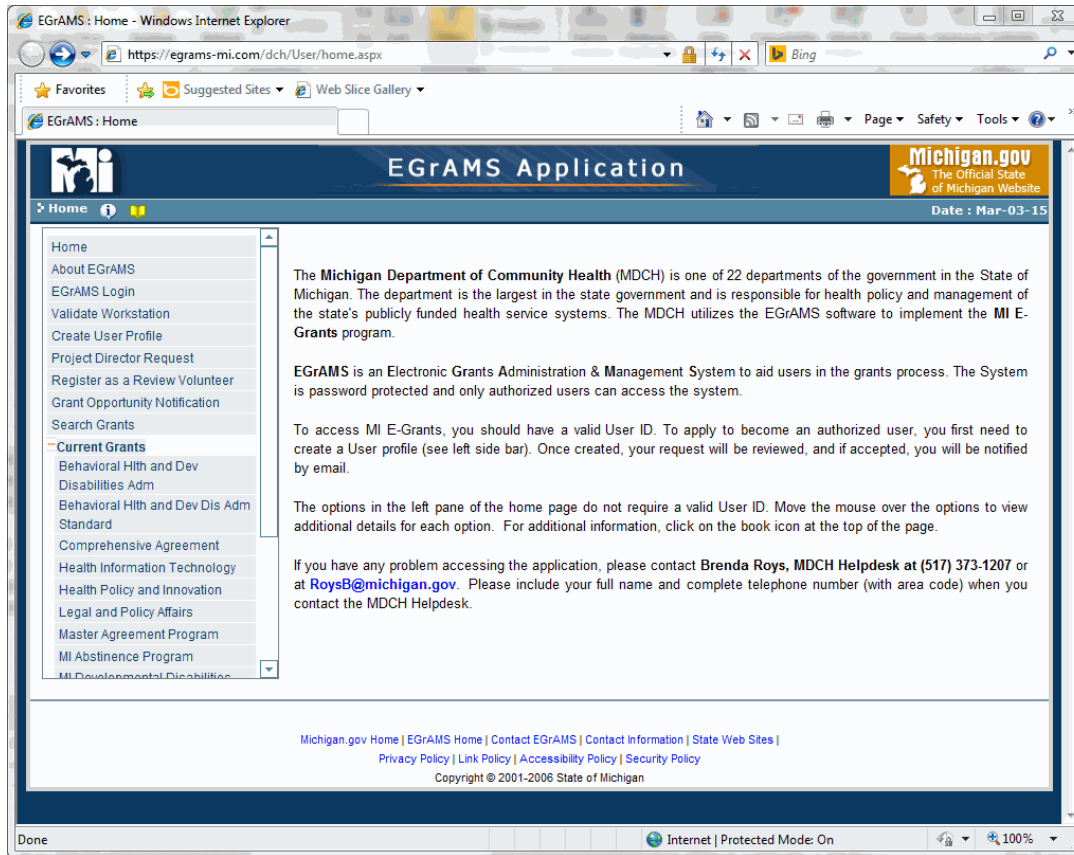 EGrAMS : Home - Windows Internet Explorer
https://egrams-mi.com/dch/User/home.aspx
Bing
Favorites
Suggested Sites
Web Slice Gallery
EGrAMS : Home
Page
Safety
Tools
EGrAMS Application
Michigan.gov
The Official State
of Michigan Website
Home
Date : Mar-03-15
Home
About EGrAMS
EGrAMS Login
Validate Workstation
Create User Profile
Project Director Request
Register as a Review Volunteer
Grant Opportunity Notification
Search Grants
Current Grants
Behavioral Hlth and Dev
Disabilities Adm
Behavioral Hlth and Dev Dis Adm
Standard
Comprehensive Agreement
Health Information Technology
Health Policy and Innovation
Legal and Policy Affairs
Master Agreement Program
MI Abstinence Program
MI Developmental Disabilities
The Michigan Department of Community Health (MDCH) is one of 22 departments of the government in the State of
Michigan. The department is the largest in the state government and is responsible for health policy and management of
the state's publicly funded health service systems. The MDCH utilizes the EGrAMS software to implement the MI E-
Grants program.
EGrAMS is an Electronic Grants Administration & Management System to aid users in the grants process. The System
is password protected and only authorized users can access the system.
To access MI E-Grants, you should have a valid User ID. To apply to become an authorized user, you first need to
create a User profile (see left side bar). Once created, your request will be reviewed, and if accepted, you will be notified
by email.
The options in the left pane of the home page do not require a valid User ID. Move the mouse over the options to view
additional details for each option. For additional information, click on the book icon at the top of the page.
If you have any problem accessing the application, please contact Brenda Roys, MDCH Helpdesk at (517) 373-1207 or
at RoysB@michigan.gov. Please include your full name and complete telephone number (with area code) when you
contact the MDCH Helpdesk.
Michigan.gov Home | EGrAMS Home | Contact EGrAMS | Contact Information | State Web Sites |
Privacy Policy | Link Policy | Accessibility Policy | Security Policy
Copyright © 2001-2006 State of Michigan
Done
Internet | Protected Mode: On
100%